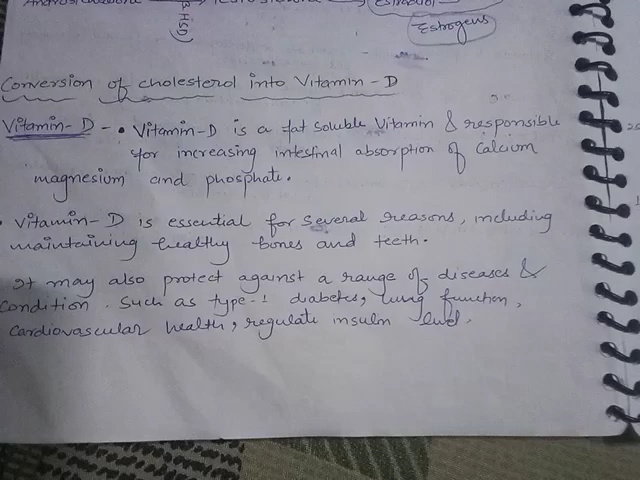 Estradiol
Estrogens
Conversion of cholesterol into Vitamin-D
Vitamin-D - • Vitamin-D is a fat soluble Vitamin & responsible
for increasing intestinal absorption of Calcium
magnesium and phosphate.
• Vitamin-D is essential for several reasons, including
maintaining healthy bones and teeth.
It may also protect against a range of diseases &
Condition. Such as type-1 diabetes, lung function,
Cardiovascular health, regulate insulin level.